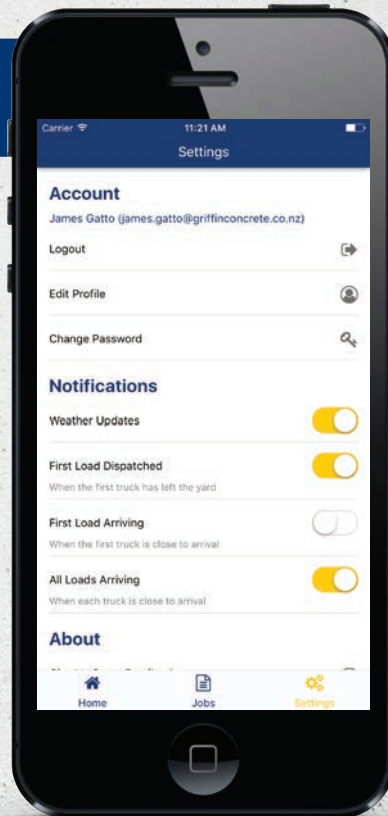 Carrier
11:21 AM
Settings
Account
James Gatto (james.gatto@griffinconcrete.co.nz)
Logout
Edit Profile
Change Password
Notifications
Weather Updates
First Load Dispatched
When the first truck has left the yard
First Load Arriving
When the first truck is close to arrival
All Loads Arriving
When each truck is close to arrival
About
Home
Jobs
Settings